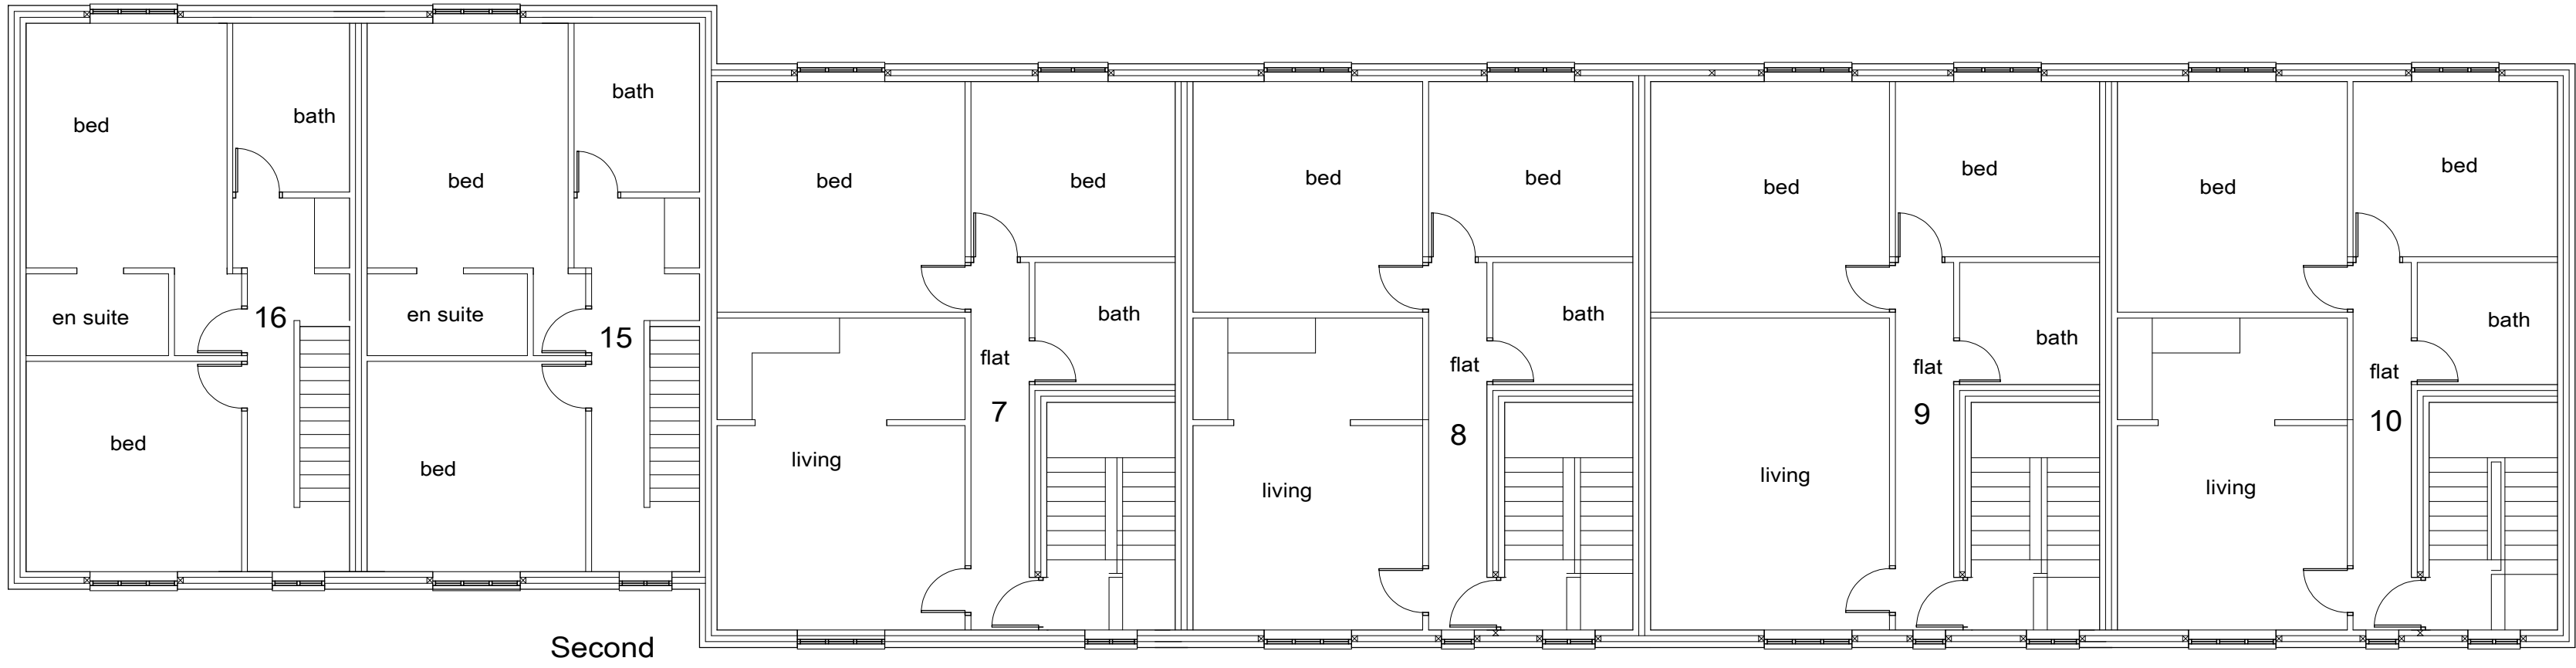 bed
bath
en suite
16
bed
bath
bed
en suite
15
bed
bed
bed
bath
flat
7
living
bed
bed
bath
flat
8
living
bed
bed
bath
flat
9
living
bed
bed
bath
flat
10
living
Second